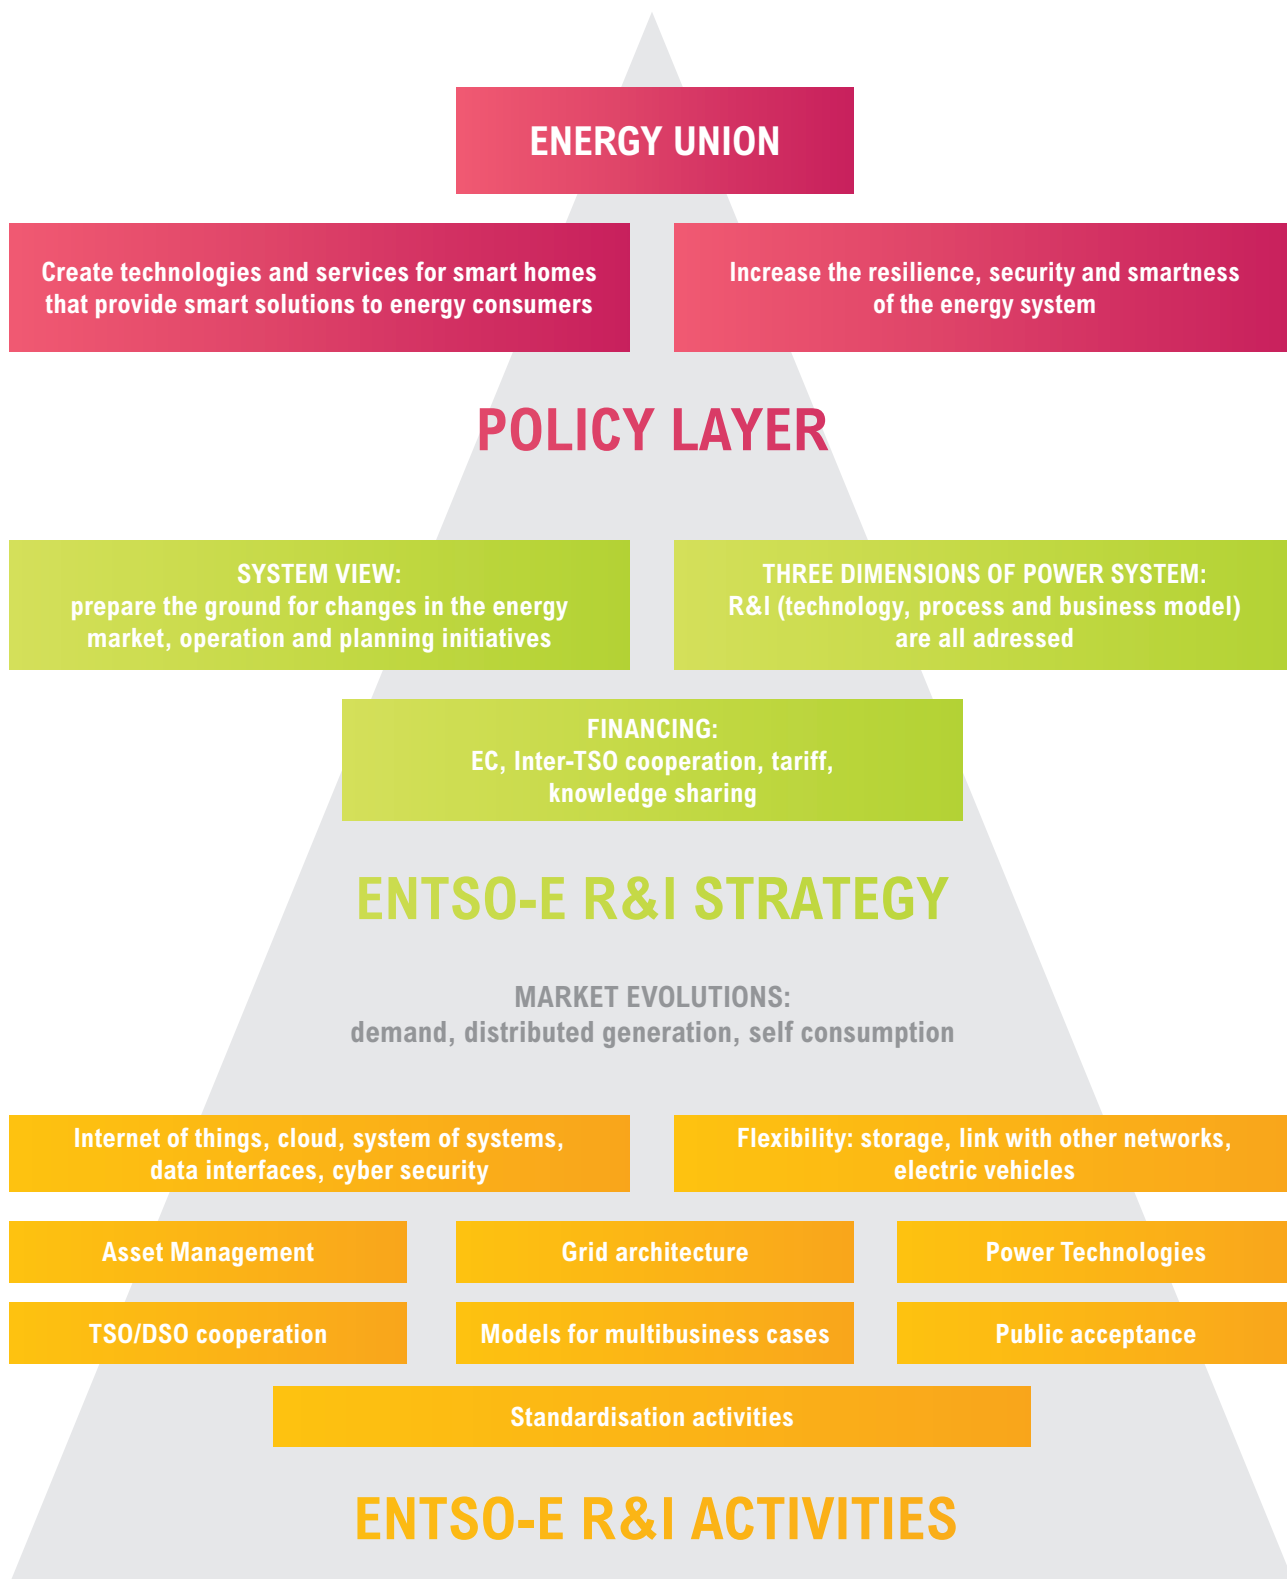 ENERGY UNION
Create technologies and services for smart homes
that provide smart solutions to energy consumers
Increase the resilience, security and smartness
of the energy system
POLICY LAYER
SYSTEM VIEW:
prepare the ground for changes in the energy
market, operation and planning initiatives
THREE DIMENSIONS OF POWER SYSTEM:
R&I (technology, process and business model)
are all adressed
FINANCING:
EC, Inter-TSO cooperation, tariff,
knowledge sharing
ENTSO-E R&I STRATEGY
MARKET EVOLUTIONS:
demand, distributed generation, self consumption
Internet of things, cloud, system of systems,
data interfaces, cyber security
Flexibility: storage, link with other networks,
electric vehicles
Asset Management
Grid architecture
Power Technologies
TSO/DSO cooperation
Models for multibusiness cases
Public acceptance
Standardisation activities
ENTSO-E R&I ACTIVITIES